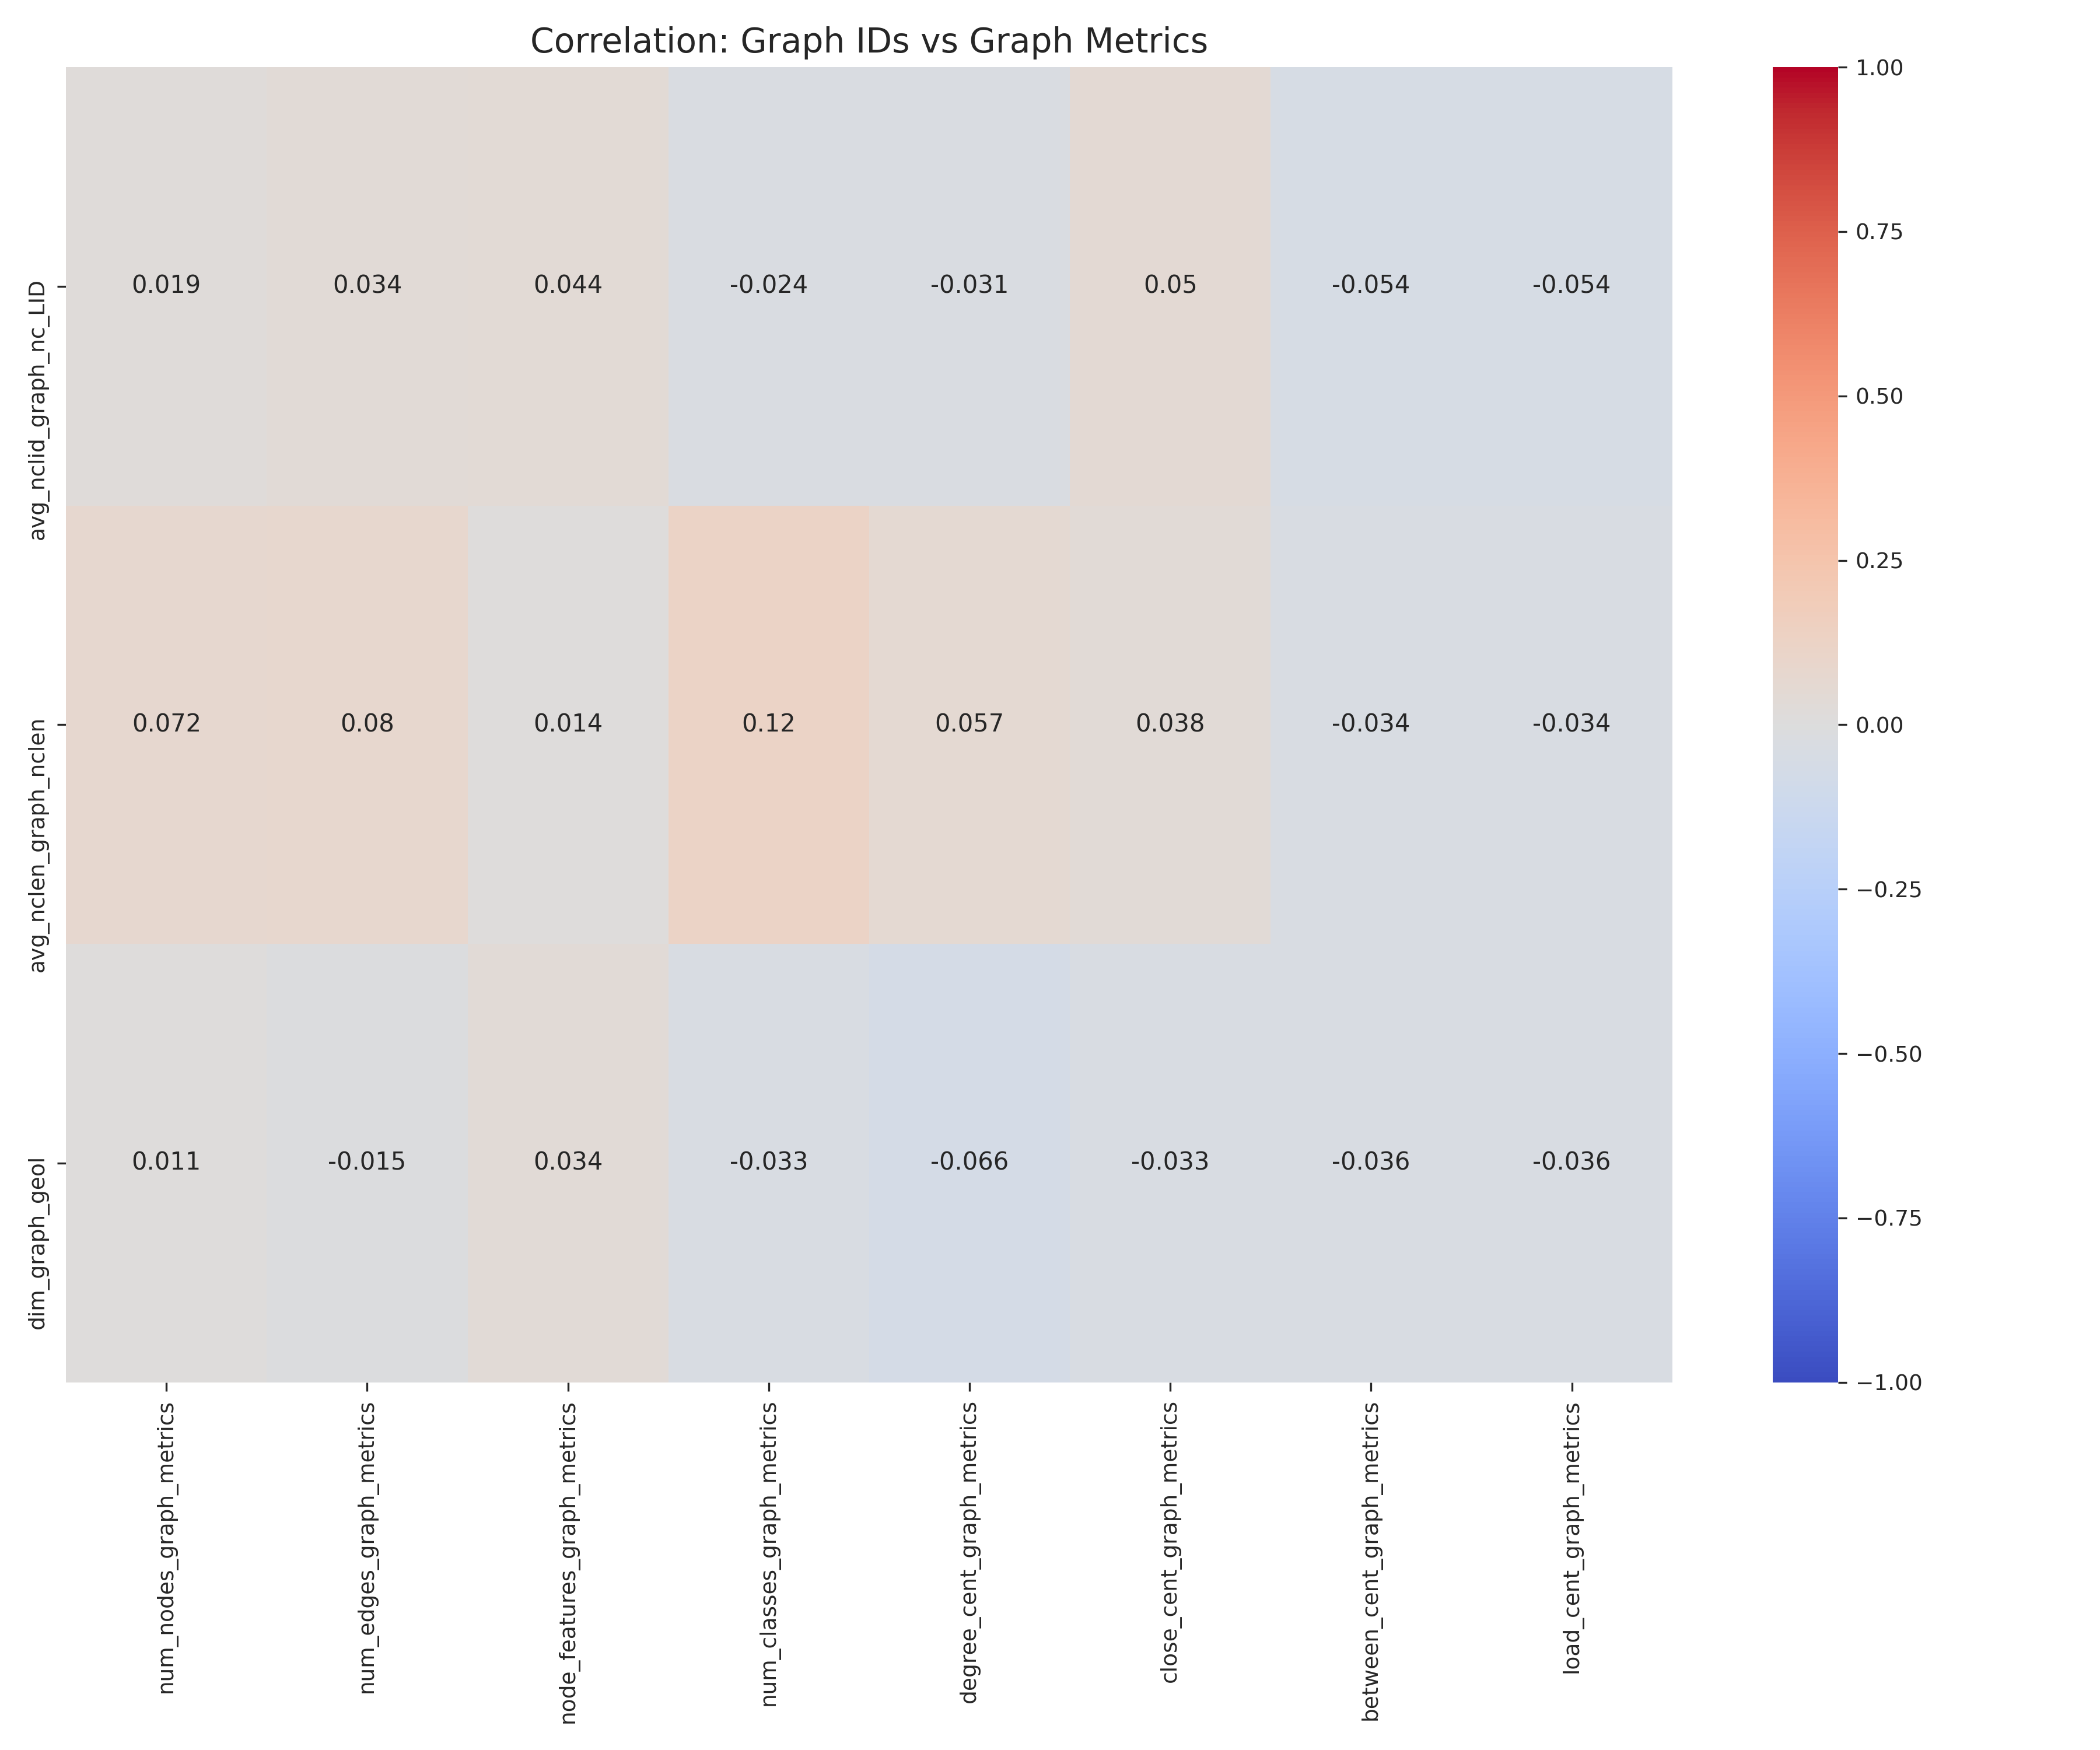 Correlation: Graph IDs vs Graph Metrics
avg_nclid_graph_nc_LID
0.019 0.034 0.044 -0.024 -0.031 0.05 -0.054 -0.054
avg_nclen_graph_nclen
0.072 0.08 0.014 0.12 0.057 0.038 -0.034 -0.034
dim_graph_geol
0.011 -0.015 0.034 -0.033 -0.066 -0.033 -0.036 -0.036
num_nodes_graph_metrics
num_edges_graph_metrics
node_features_graph_metrics
num_classes_graph_metrics
degree_cent_graph_metrics
close_cent_graph_metrics
between_cent_graph_metrics
load_cent_graph_metrics
1.00
0.75
0.50
0.25
0.00
−0.25
−0.50
−0.75
−1.00